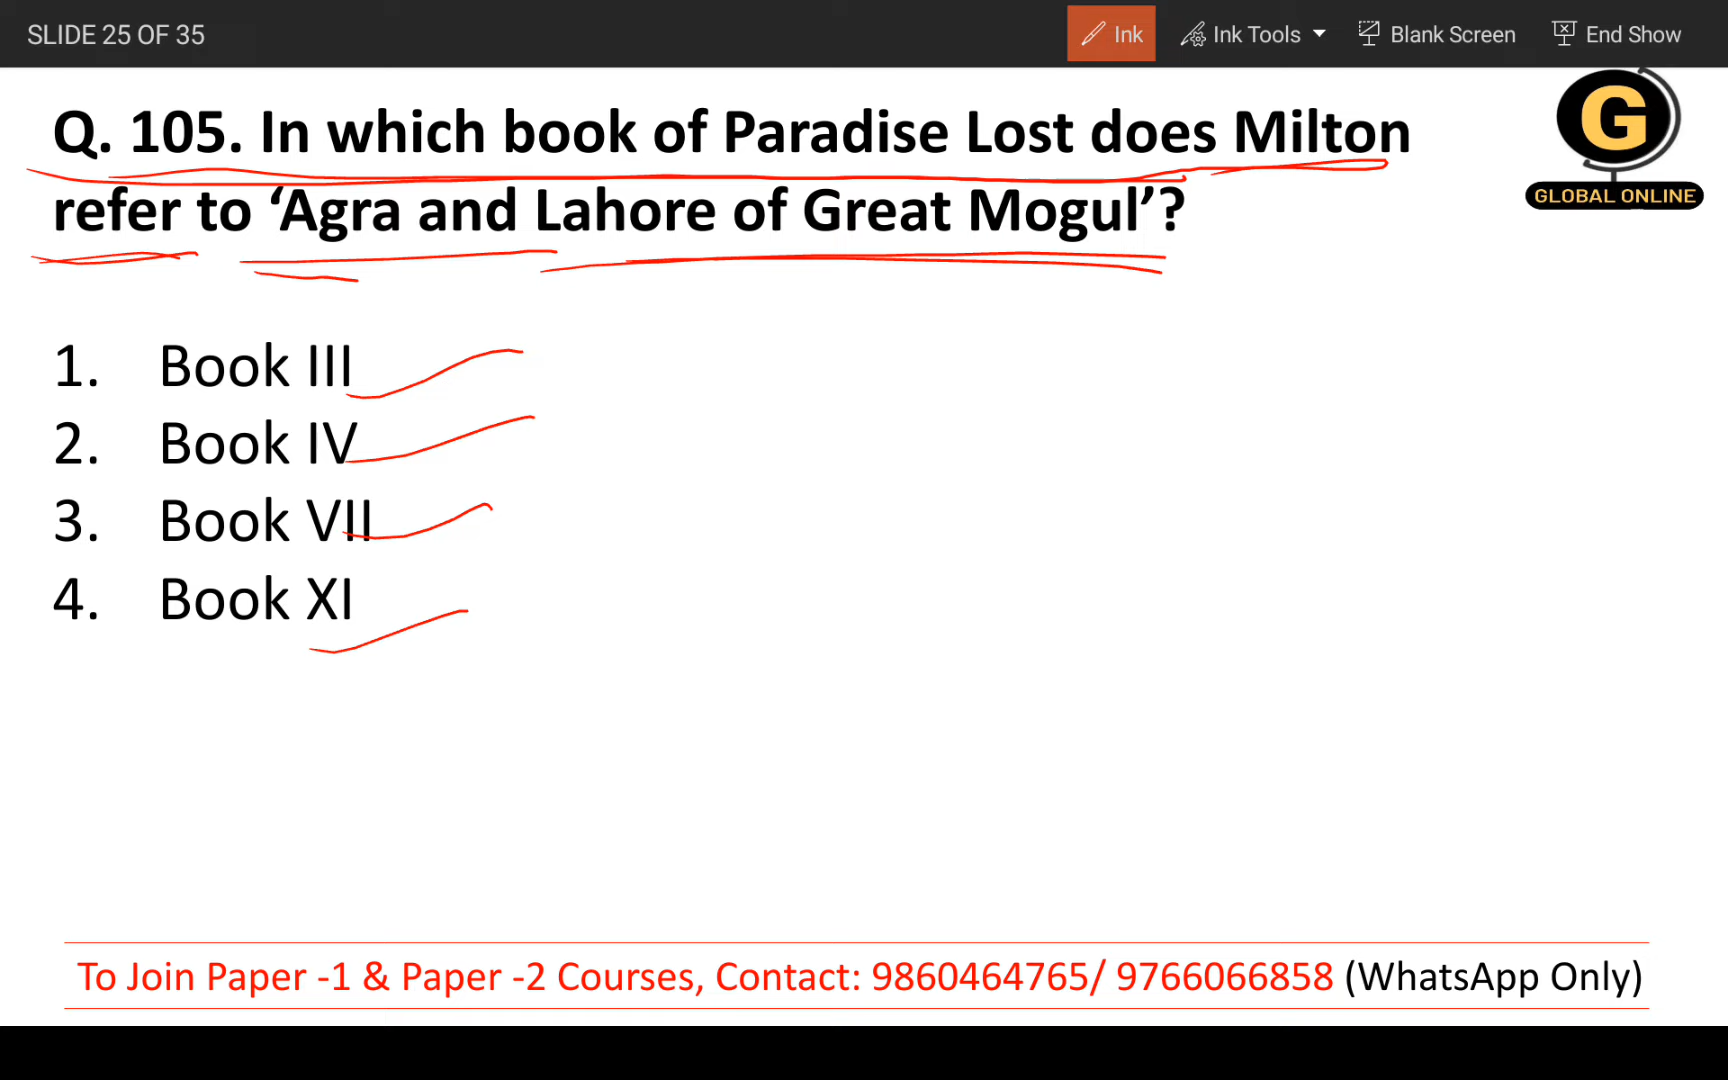 SLIDE 25 OF 35
Ink
Ink Tools
Blank Screen
End Show
G
GLOBAL ONLINE
Q. 105. In which book of Paradise Lost does Milton
refer to ‘Agra and Lahore of Great Mogul’?
1. Book III
2. Book IV
3. Book VII
4. Book XI
To Join Paper -1 & Paper -2 Courses, Contact: 9860464765/ 9766066858 (WhatsApp Only)